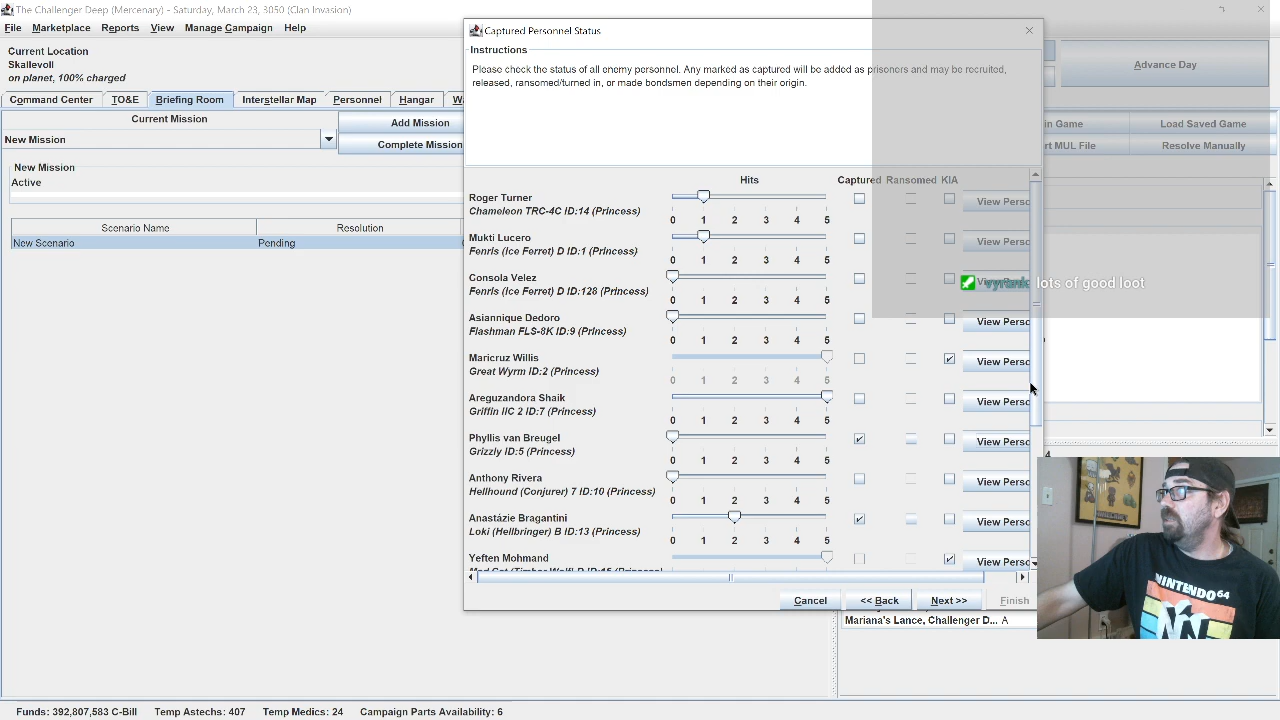 The Challenger Deep (Mercenary) - Saturday, March 23, 3050 (Clan Invasion)
File Marketplace Reports View Manage Campaign Help
Current Location
Skallevoll
on planet, 100% charged
Advance Day
Command Center TO&E Briefing Room Interstellar Map Personnel Hangar
Current Mission
New Mission
Add Mission
Complete Mission
New Mission
Active
Scenario Name Resolution
New Scenario Pending
Captured Personnel Status
Instructions
Please check the status of all enemy personnel. Any marked as captured will be added as prisoners and may be recruited,
released, ransomed/turned in, or made bondsmen depending on their origin.
Hits Captured Ransomed KIA
Roger Turner
Chameleon TRC-4C ID:14 (Princess)
0 1 2 3 4 5
View Perso
Mukti Lucero
Fenris (Ice Ferret) D ID:1 (Princess)
0 1 2 3 4 5
View Perso
Consola Velez
Fenris (Ice Ferret) D ID:128 (Princess)
0 1 2 3 4 5
Asiannique Dedoro
Flashman FLS-8K ID:9 (Princess)
0 1 2 3 4 5
View Perso
Maricruz Willis
Great Wyrm ID:2 (Princess)
0 1 2 3 4 5
View Perso
Areguzandora Shaik
Griffin IIC 2 ID:7 (Princess)
0 1 2 3 4 5
View Perso
Phyllis van Breugel
Grizzly ID:5 (Princess)
0 1 2 3 4 5
View Perso
Anthony Rivera
Hellhound (Conjurer) 7 ID:10 (Princess)
0 1 2 3 4 5
View Perso
Anastázie Bragantini
Loki (Hellbringer) B ID:13 (Princess)
0 1 2 3 4 5
View Perso
Yeften Mohmand
View Perso
Cancel << Back Next >> Finish
in Game Load Saved Game
rt MUL File Resolve Manually
lots of good loot
NINTENDO 64
Mariana's Lance, Challenger D... A
Funds: 392,807,583 C-Bill Temp Astechs: 407 Temp Medics: 24 Campaign Parts Availability: 6